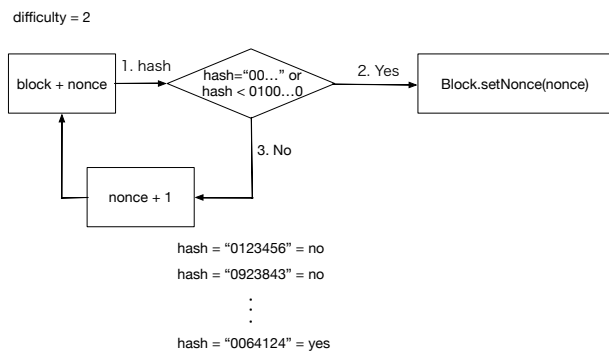 difficulty = 2
1. hash
block + nonce
hash=“00…” or
hash < 0100…0
2. Yes
Block.setNonce(nonce)
3. No
nonce + 1
hash = “0123456” = no
hash = “0923843” = no
hash = “0064124” = yes